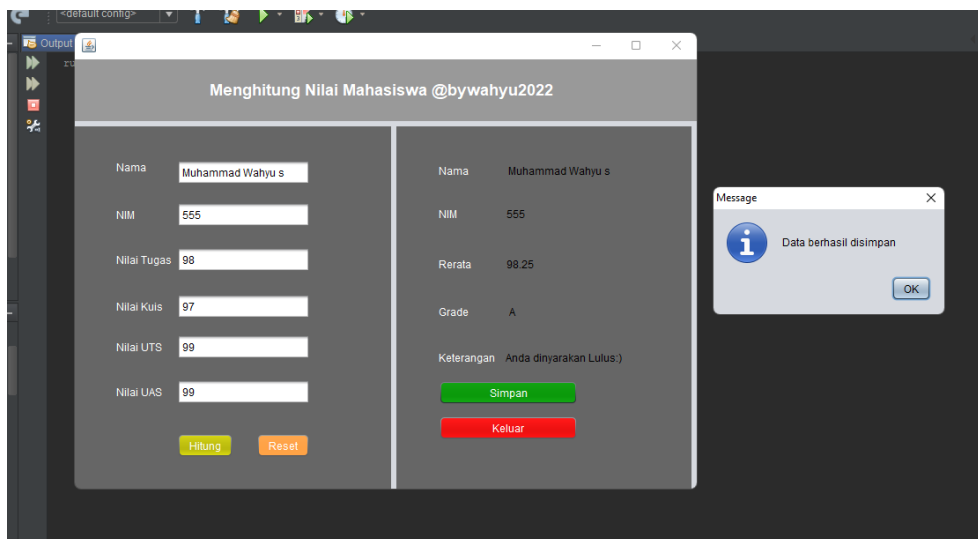 <default config>
Output
ru
Menghitung Nilai Mahasiswa @bywahyu2022
Nama Muhammad Wahyu s
NIM 555
Nilai Tugas 98
Nilai Kuis 97
Nilai UTS 99
Nilai UAS 99
Hitung Reset
Nama Muhammad Wahyu s
NIM 555
Rerata 98.25
Grade A
Keterangan Anda dinyarakan Lulus:)
Simpan
Keluar
Message
Data berhasil disimpan
OK